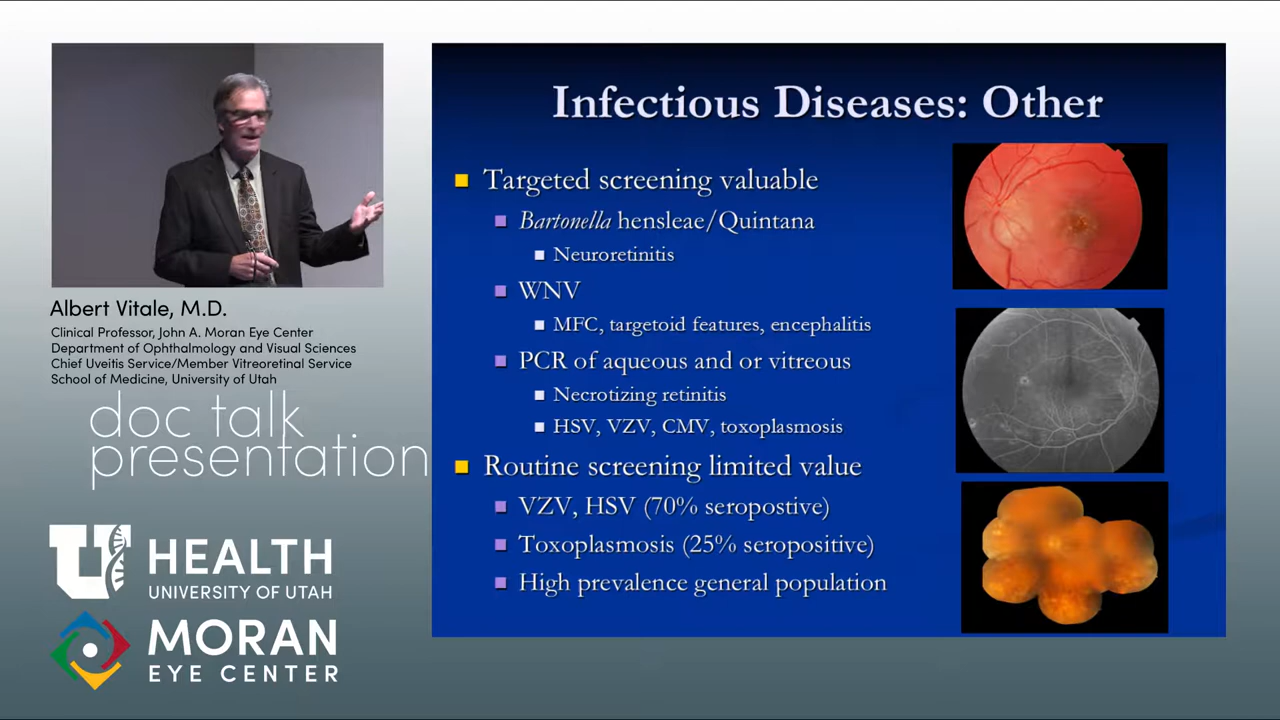 Albert Vitale, M.D.
Clinical Professor, John A. Moran Eye Center
Department of Ophthalmology and Visual Sciences
Chief Uveitis Service/Member Vitreoretinal Service
School of Medicine, University of Utah
doc talk
presentation
U HEALTH
UNIVERSITY OF UTAH
MORAN
EYE CENTER
Infectious Diseases: Other
Targeted screening valuable
Bartonella hensleae/Quintana
Neuroretinitis
WNV
MFC, targetoid features, encephalitis
PCR of aqueous and or vitreous
Necrotizing retinitis
HSV, VZV, CMV, toxoplasmosis
Routine screening limited value
VZV, HSV (70% seropostive)
Toxoplasmosis (25% seropositive)
High prevalence general population